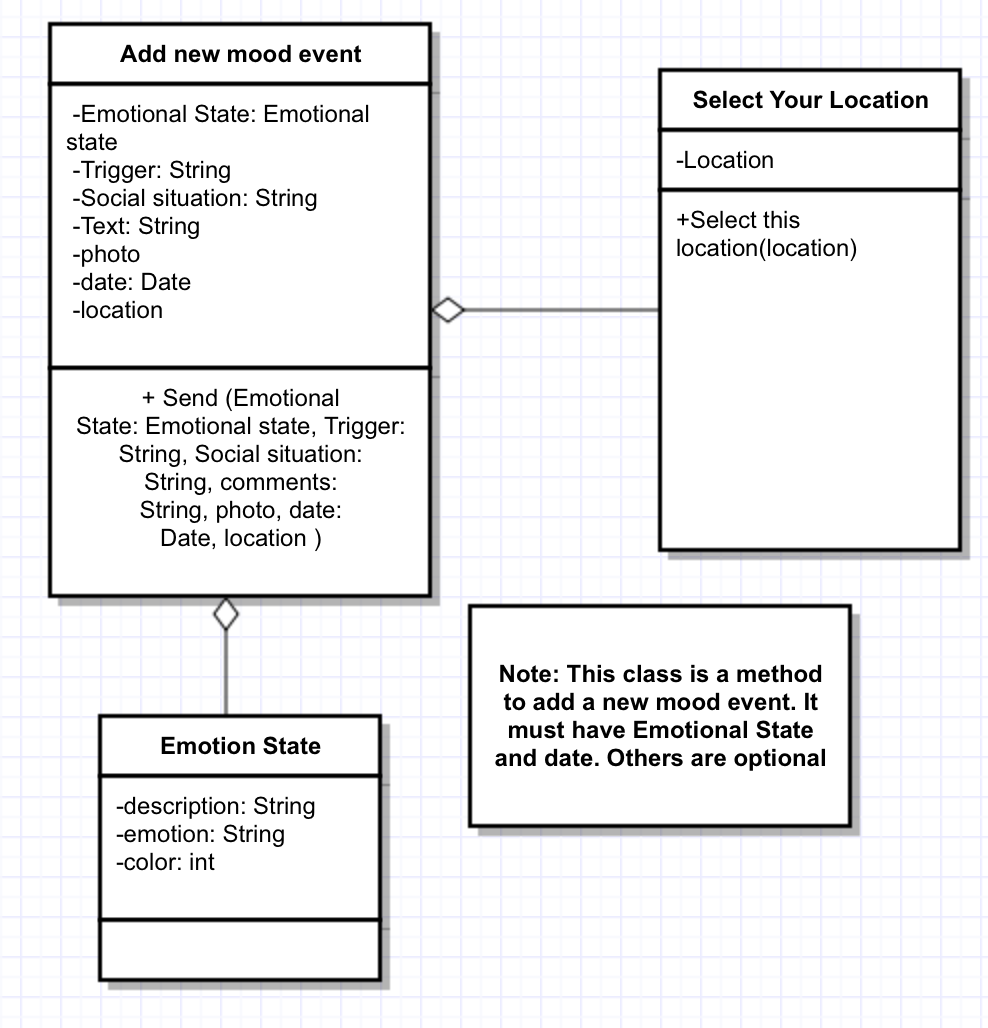 Add new mood event
-Emotional State: Emotional
state
-Trigger: String
-Social situation: String
-Text: String
-photo
-date: Date
-location
+ Send (Emotional
State: Emotional state, Trigger:
String, Social situation:
String, comments:
String, photo, date:
Date, location )
Select Your Location
-Location
+Select this
location(location)
Emotion State
-description: String
-emotion: String
-color: int
Note: This class is a method
to add a new mood event. It
must have Emotional State
and date. Others are optional